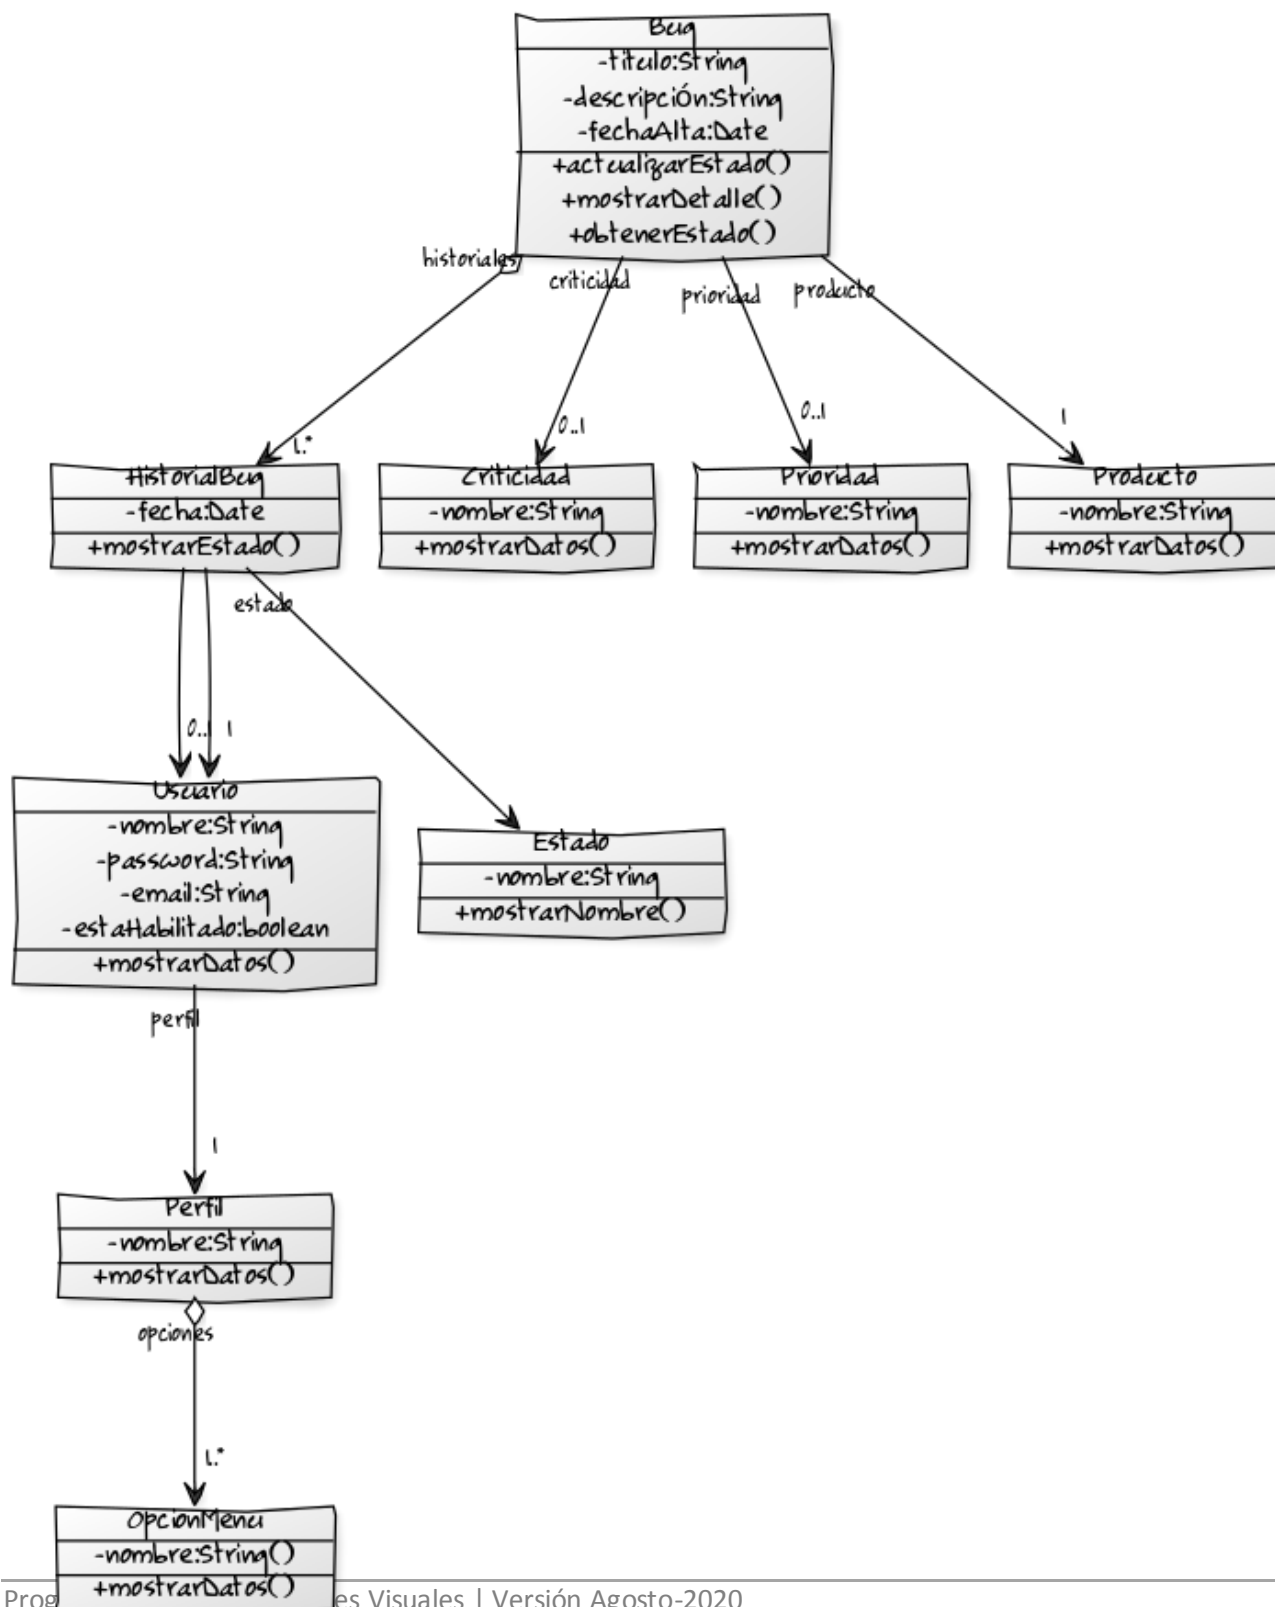 Bug
-titulo:String
-descripción:String
-fechaAlta:Date
+actualizarEstado()
+mostrarDetalle()
+obtenerEstado()
historiales
criticidad
prioridad
producto
1..*
0..1
0..1
1
HistorialBug
-fecha:Date
+mostrarEstado()
Criticidad
-nombre:String
+mostrarDatos()
Prioridad
-nombre:String
+mostrarDatos()
Producto
-nombre:String
+mostrarDatos()
estado
0..1
1
Usuario
-nombre:String
-password:String
-email:String
-estaHabilitado:boolean
+mostrarDatos()
Estado
-nombre:String
+mostrarNombre()
perfil
1
Perfil
-nombre:String
+mostrarDatos()
opciones
1..*
OpcionMenu
-nombre:String()
+mostrarDatos()
es Visuales | Versión Agosto-2020